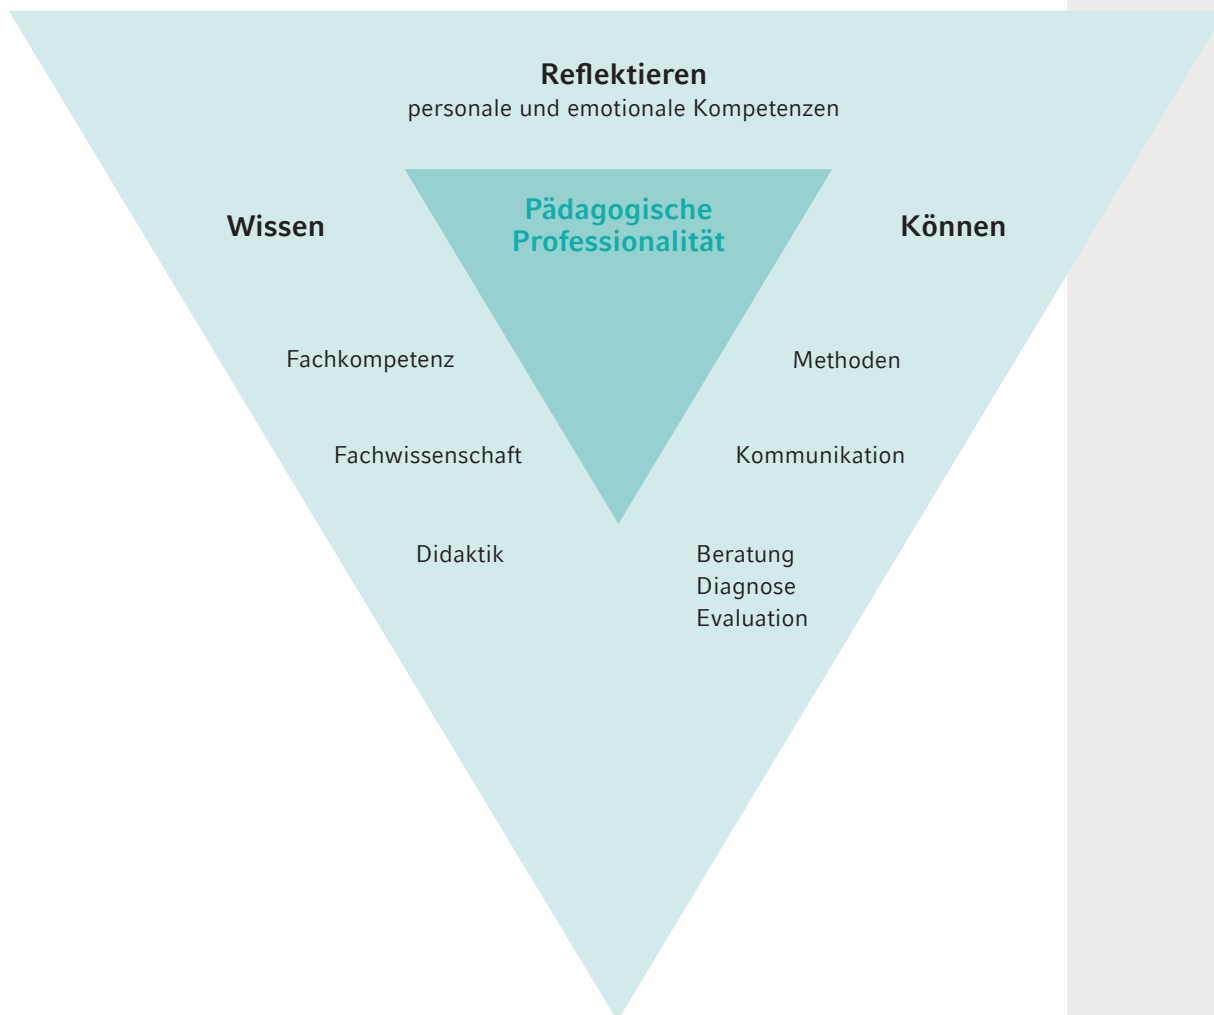 Reflektieren
personale und emotionale Kompetenzen
Pädagogische
Professionalität
Wissen
Können
Fachkompetenz
Methoden
Fachwissenschaft
Kommunikation
Didaktik
Beratung
Diagnose
Evaluation